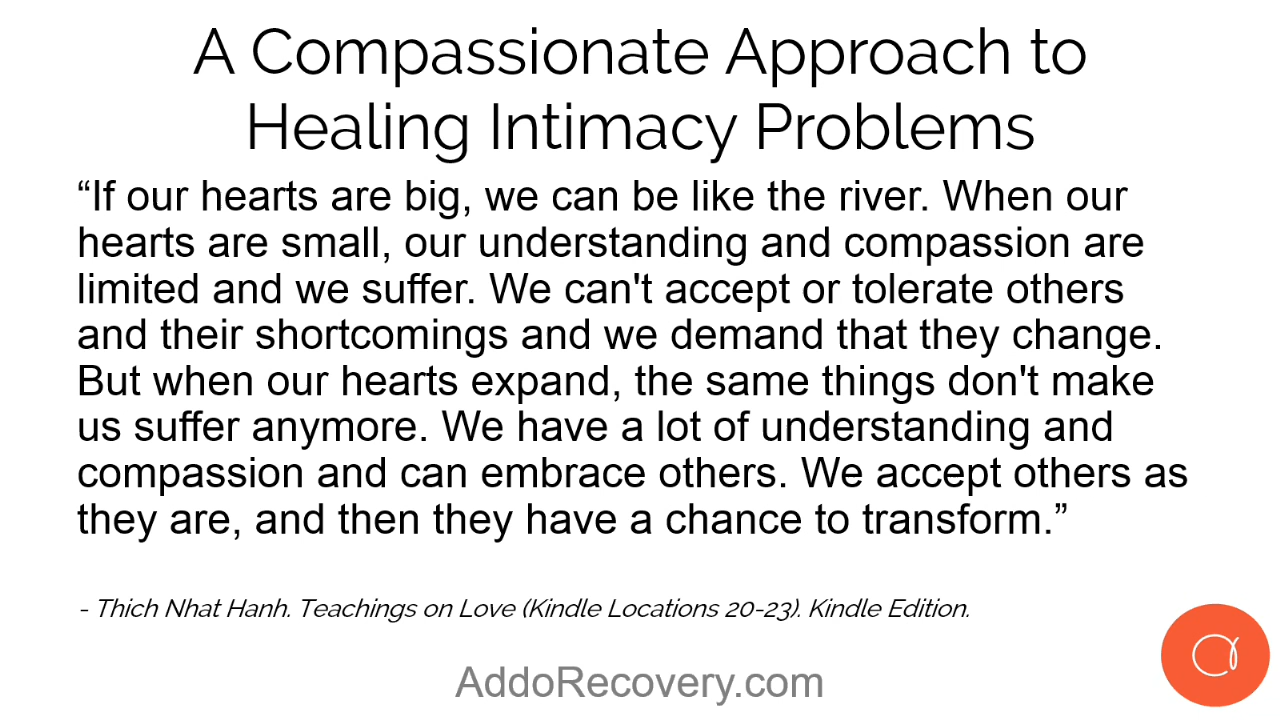 A Compassionate Approach to
Healing Intimacy Problems
“If our hearts are big, we can be like the river. When our
hearts are small, our understanding and compassion are
limited and we suffer. We can't accept or tolerate others
and their shortcomings and we demand that they change.
But when our hearts expand, the same things don't make
us suffer anymore. We have a lot of understanding and
compassion and can embrace others. We accept others as
they are, and then they have a chance to transform.”
- Thich Nhat Hanh. Teachings on Love (Kindle Locations 20-23). Kindle Edition.
AddoRecovery.com